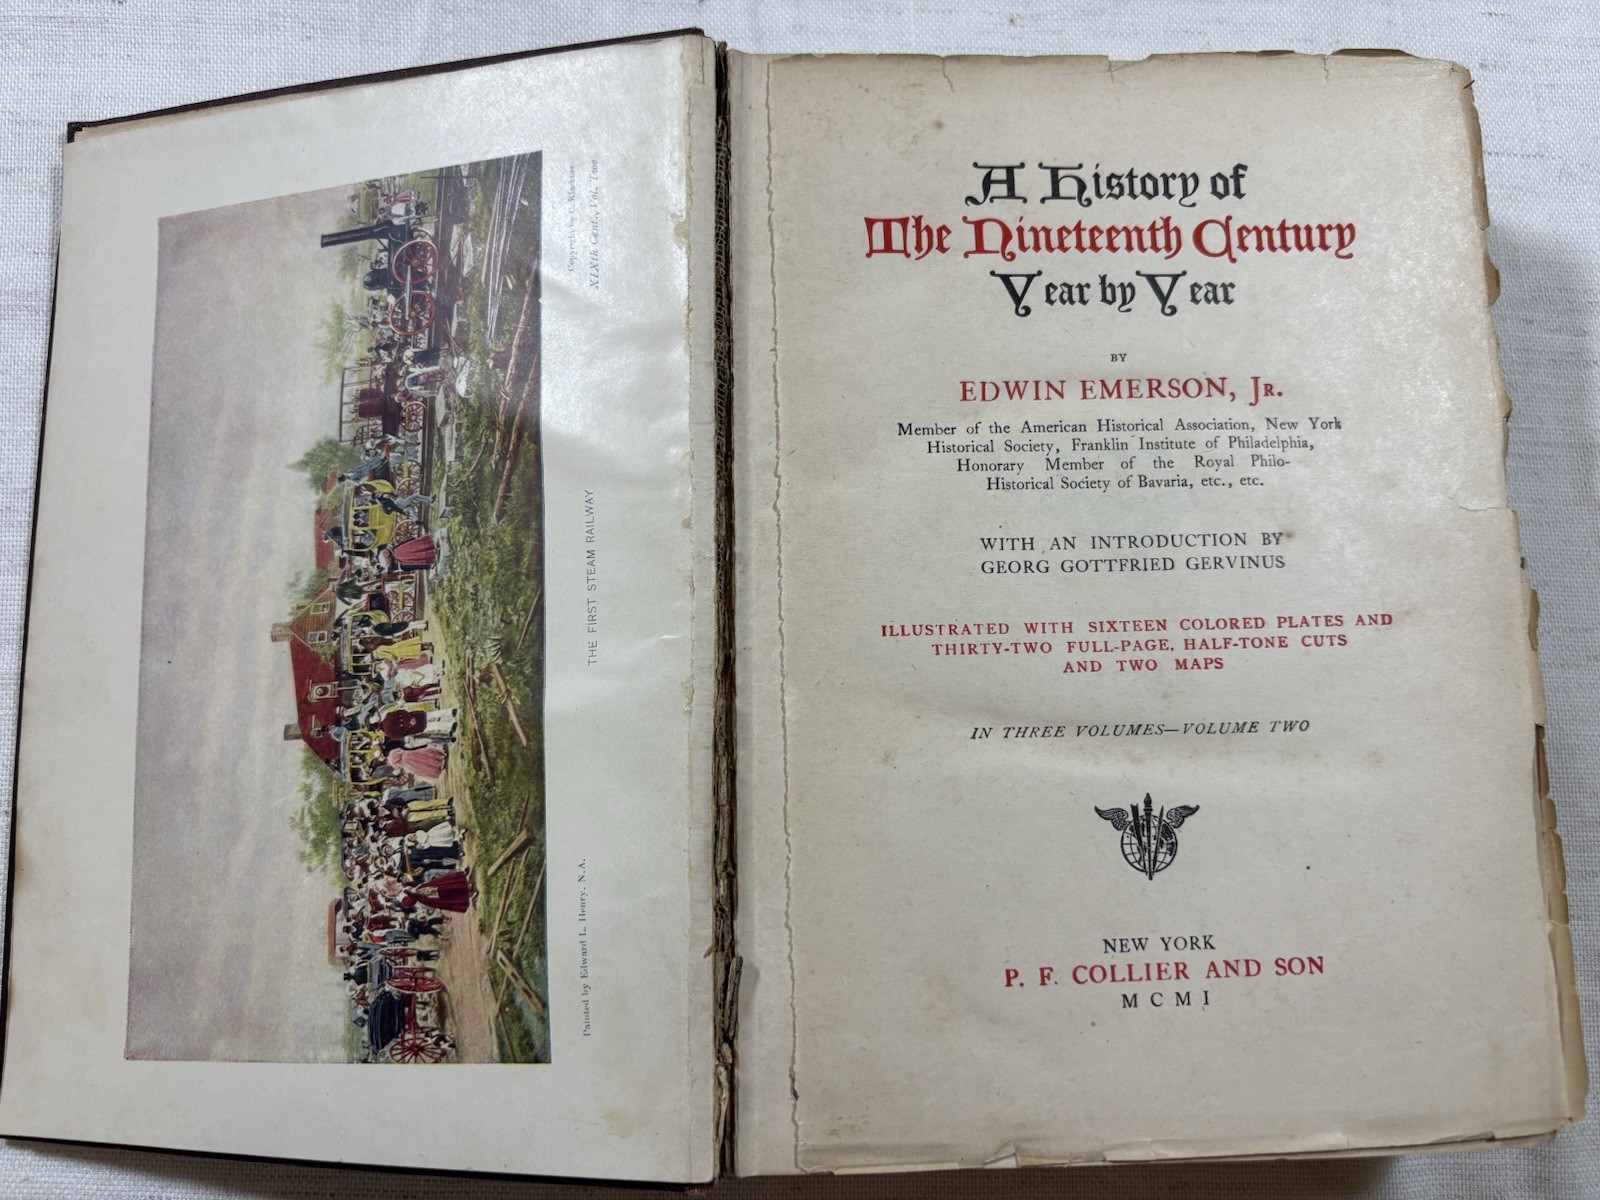 Copyright by C. Klackner
XIXth Cent., Vol. Two
THE FIRST STEAM RAILWAY
Painted by Edward L. Henry, N.A.
A History of
The Nineteenth Century
Year by Year
BY
EDWIN EMERSON, Jr.
Member of the American Historical Association, New York
Historical Society, Franklin Institute of Philadelphia,
Honorary Member of the Royal Philo-
Historical Society of Bavaria, etc., etc.
WITH AN INTRODUCTION BY
GEORG GOTTFRIED GERVINUS
ILLUSTRATED WITH SIXTEEN COLORED PLATES AND
THIRTY-TWO FULL-PAGE, HALF-TONE CUTS
AND TWO MAPS
IN THREE VOLUMES—VOLUME TWO
NEW YORK
P. F. COLLIER AND SON
MCMI